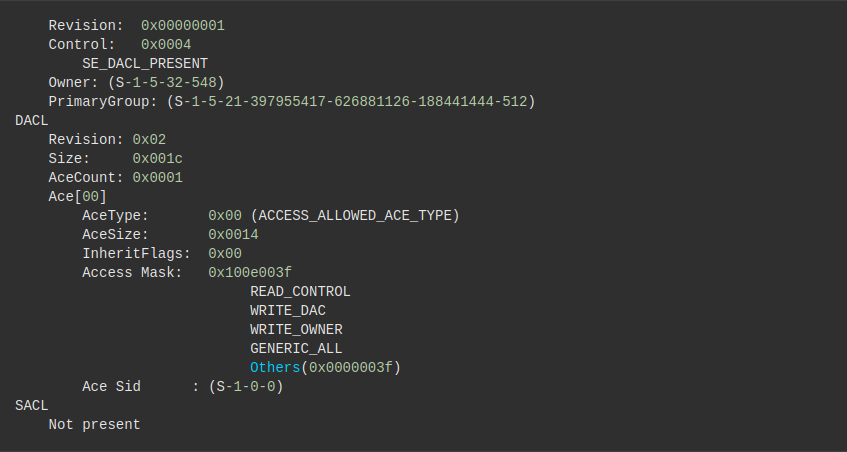 Revision:  0x00000001
Control:   0x0004
SE_DACL_PRESENT
Owner: (S-1-5-32-548)
PrimaryGroup: (S-1-5-21-397955417-626881126-188441444-512)
DACL
Revision: 0x02
Size:     0x001c
AceCount: 0x0001
Ace[00]
AceType:       0x00 (ACCESS_ALLOWED_ACE_TYPE)
AceSize:       0x0014
InheritFlags:  0x00
Access Mask:   0x100e003f
READ_CONTROL
WRITE_DAC
WRITE_OWNER
GENERIC_ALL
Others(0x0000003f)
Ace Sid      : (S-1-0-0)
SACL
Not present